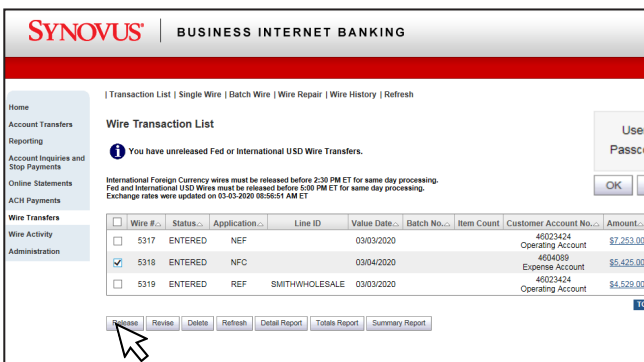 SYNOVUS® | BUSINESS INTERNET BANKING
| Transaction List | Single Wire | Batch Wire | Wire Repair | Wire History | Refresh
Home
Account Transfers
Reporting
Account Inquiries and
Stop Payments
Online Statements
ACH Payments
Wire Transfers
Wire Activity
Administration
Wire Transaction List
You have unreleased Fed or International USD Wire Transfers.
International Foreign Currency wires must be released before 2:30 PM ET for same day processing.
Fed and International USD Wires must be released before 5:00 PM ET for same day processing.
Exchange rates were updated on 03-03-2020 08:56:51 AM ET
Use
Passc
OK
Wire # Status Application Line ID Value Date Batch No. Item Count Customer Account No. Amount
5317 ENTERED NEF 03/03/2020 46023424 Operating Account $7,253.00
5318 ENTERED NFC 03/04/2020 4604089 Expense Account $5,425.00
5319 ENTERED REF SMITHWHOLESALE 03/03/2020 46023424 Operating Account $4,529.00
TO
Release Revise Delete Refresh Detail Report Totals Report Summary Report